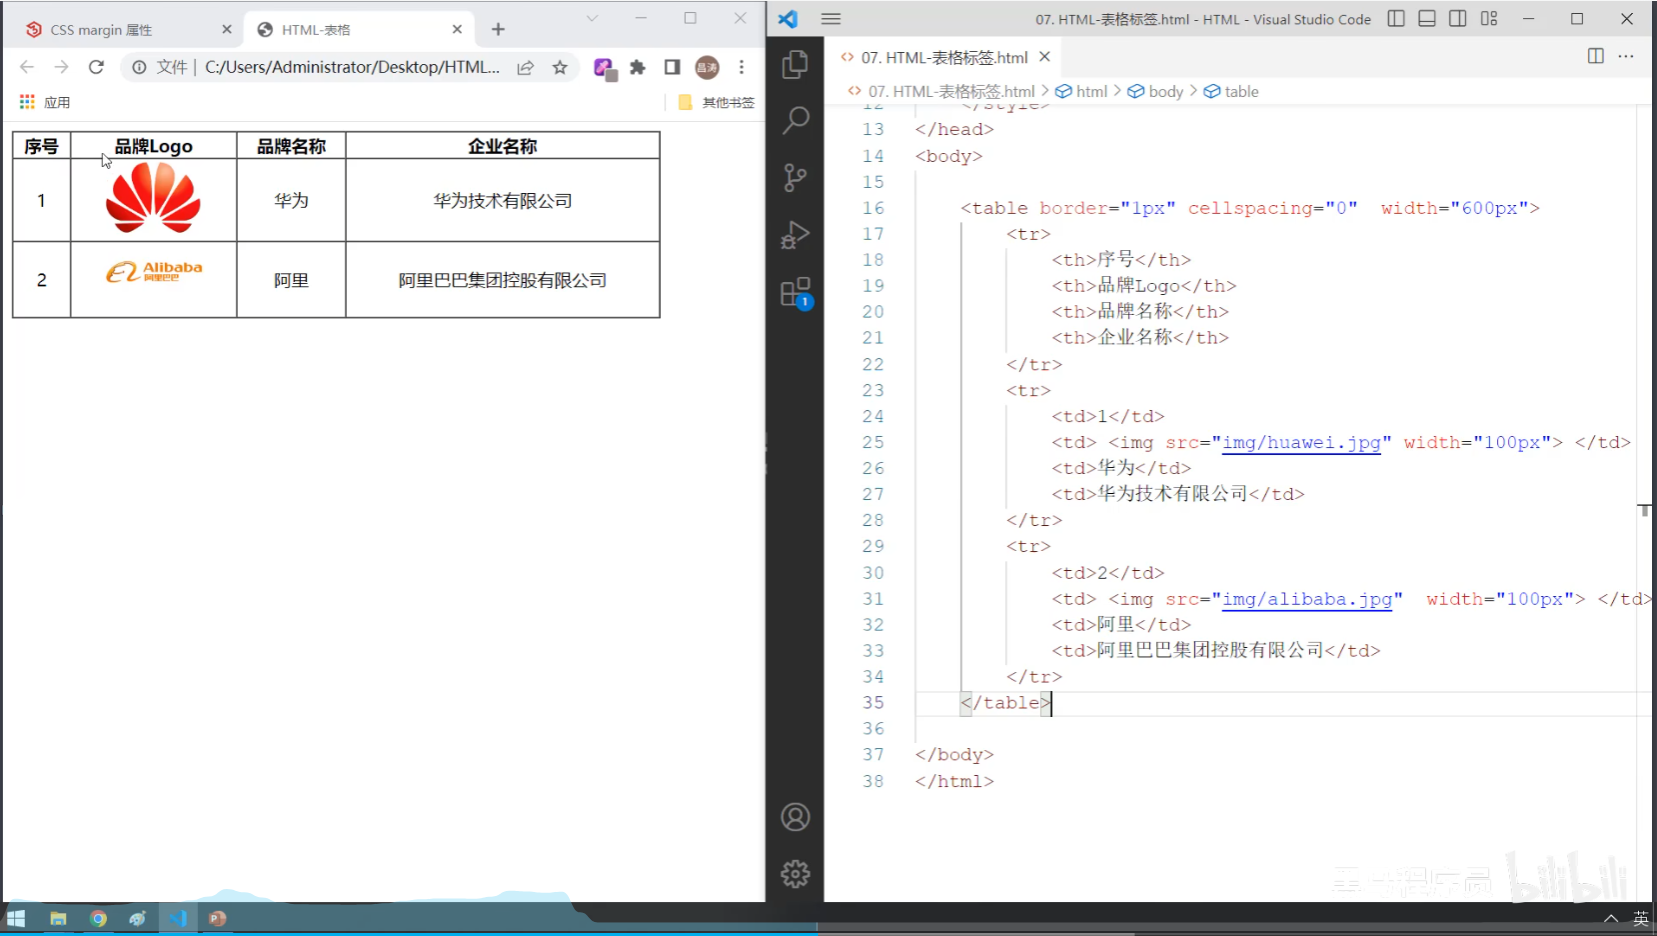 CSS margin 属性
HTML-表格
文件
C:/Users/Administrator/Desktop/HTML...
昌涛
应用
其他书签
序号 品牌Logo 品牌名称 企业名称
1 华为 华为技术有限公司
2 Alibaba 阿里巴巴 阿里 阿里巴巴集团控股有限公司
07. HTML-表格标签.html - HTML - Visual Studio Code
07. HTML-表格标签.html
07. HTML-表格标签.html > html > body > table
12 </style>
13 </head>
14 <body>
15
16 <table border="1px" cellspacing="0"  width="600px">
17 <tr>
18 <th>序号</th>
19 <th>品牌Logo</th>
20 <th>品牌名称</th>
21 <th>企业名称</th>
22 </tr>
23 <tr>
24 <td>1</td>
25 <td> <img src="img/huawei.jpg" width="100px"> </td>
26 <td>华为</td>
27 <td>华为技术有限公司</td>
28 </tr>
29 <tr>
30 <td>2</td>
31 <td> <img src="img/alibaba.jpg"  width="100px"> </td>
32 <td>阿里</td>
33 <td>阿里巴巴集团控股有限公司</td>
34 </tr>
35 </table>
36
37 </body>
38 </html>
1
bilibili
英